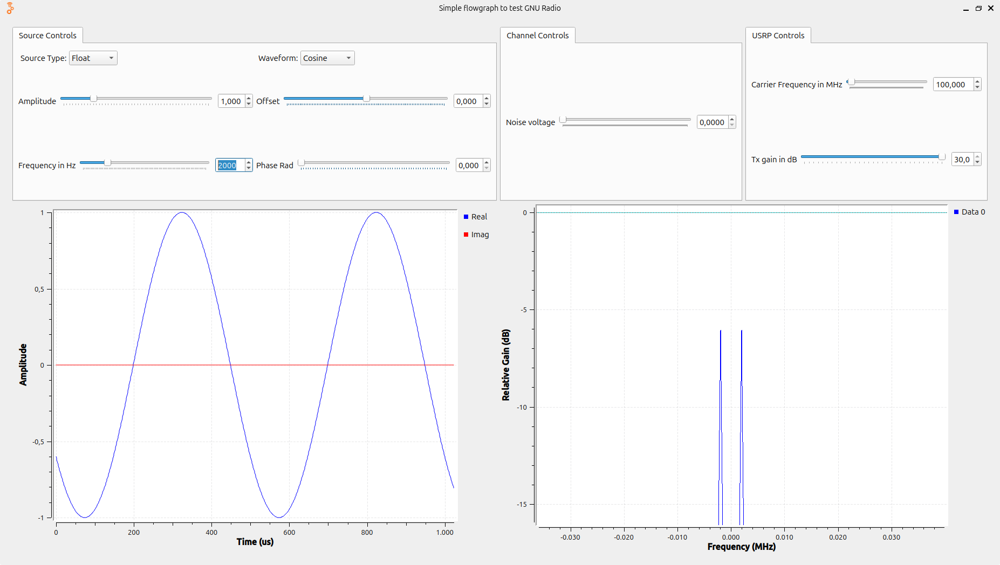 Simple flowgraph to test GNU Radio
Source Controls
Source Type: Float
Waveform: Cosine
Amplitude 1,000
Offset 0,000
Frequency in Hz 2000
Phase Rad 0,000
Channel Controls
Noise voltage 0,0000
USRP Controls
Carrier Frequency in MHz 100,000
Tx gain in dB 30,0
1
0,5
0
-0,5
-1
Amplitude
0 200 400 600 800 1.000
Time (us)
Real
Imag
0
-5
-10
-15
Relative Gain (dB)
-0.030 -0.020 -0.010 0.000 0.010 0.020 0.030
Frequency (MHz)
Data 0